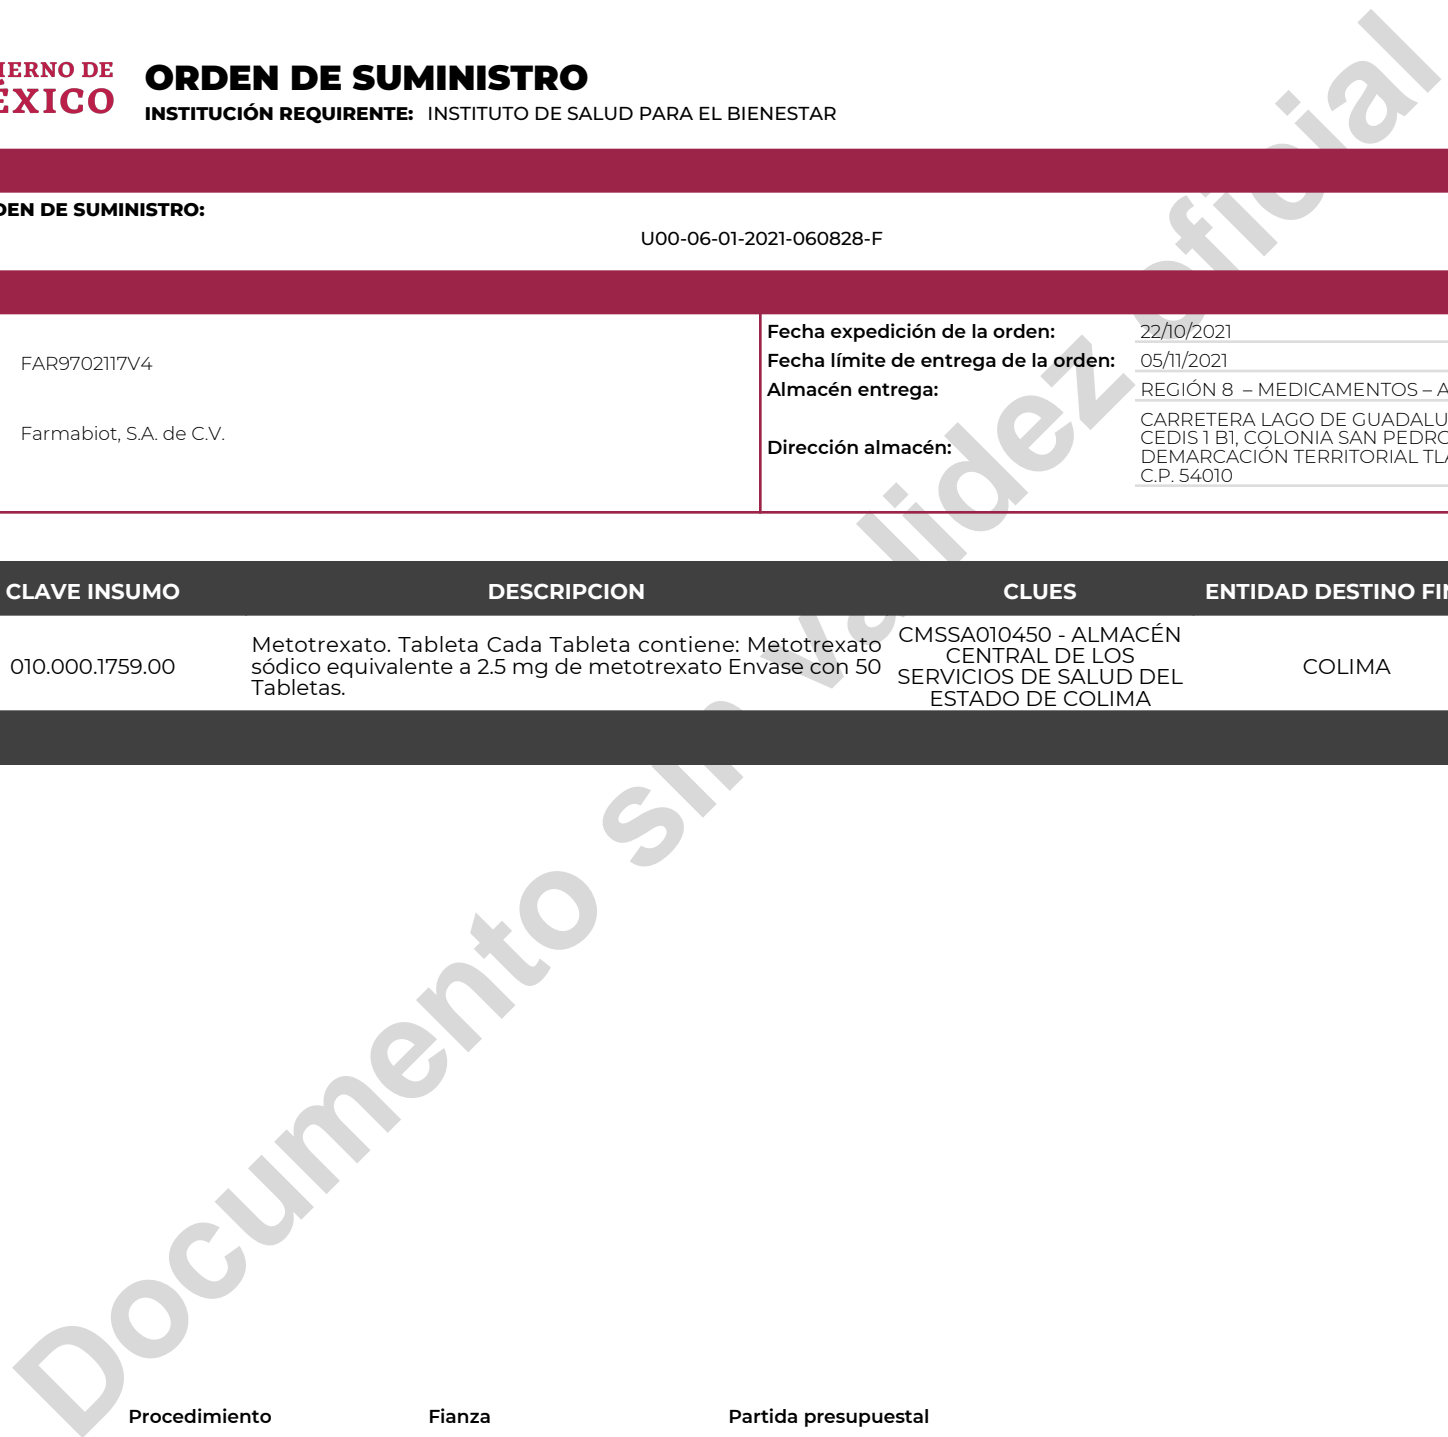 IERNO DE
ÉXICO
ORDEN DE SUMINISTRO
INSTITUCIÓN REQUIRENTE: INSTITUTO DE SALUD PARA EL BIENESTAR
DEN DE SUMINISTRO:
U00-06-01-2021-060828-F
FAR9702117V4
Farmabiot, S.A. de C.V.
Fecha expedición de la orden: 22/10/2021
Fecha límite de entrega de la orden: 05/11/2021
Almacén entrega: REGIÓN 8 – MEDICAMENTOS – A
Dirección almacén:
CARRETERA LAGO DE GUADALU
CEDIS 1 B1, COLONIA SAN PEDRO
DEMARCACIÓN TERRITORIAL TLA
C.P. 54010
CLAVE INSUMO DESCRIPCION CLUES ENTIDAD DESTINO FIN
010.000.1759.00
Metotrexato. Tableta Cada Tableta contiene: Metotrexato
sódico equivalente a 2.5 mg de metotrexato Envase con 50
Tabletas.
CMSSA010450 - ALMACÉN
CENTRAL DE LOS
SERVICIOS DE SALUD DEL
ESTADO DE COLIMA
COLIMA
Documento sin validez oficial
Procedimiento Fianza Partida presupuestal